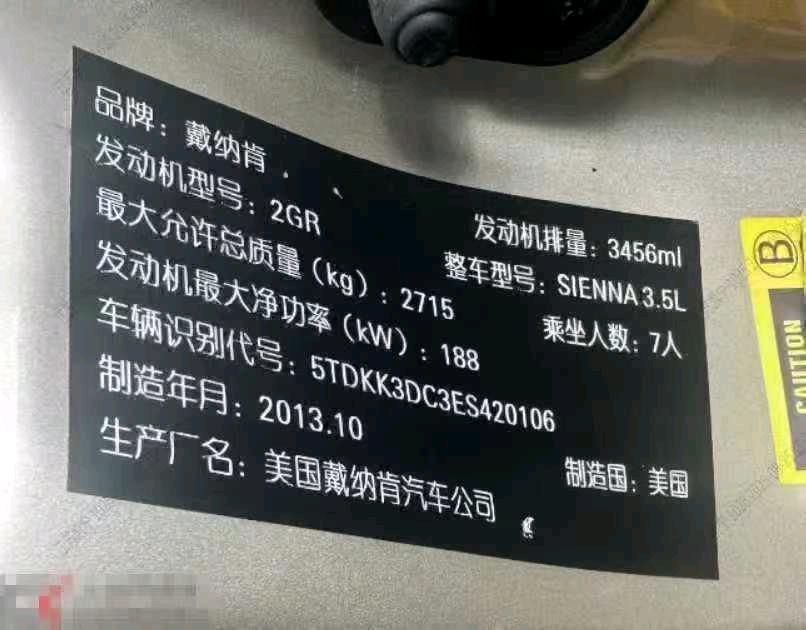 品牌：戴纳肯
发动机型号：2GR
发动机排量：3456ml
最大允许总质量（kg）：2715
整车型号：SIENNA 3.5L
发动机最大净功率（kW）：188
乘坐人数：7人
车辆识别代号：5TDKK3DC3ES420106
制造年月：2013.10
制造国：美国
生产厂名：美国戴纳肯汽车公司
B
CAUTION